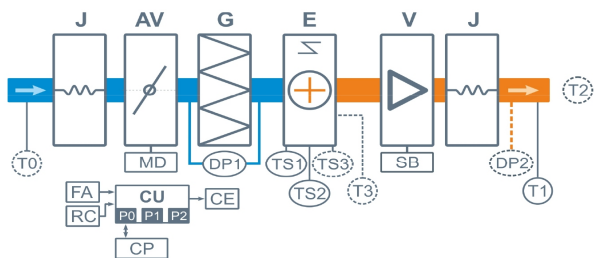 J AV G E V J
T2
T0 MD DP1 TS1 TS3 SB DP2
TS2 T3 T1
FA CU CE
RC P0 P1 P2
CP